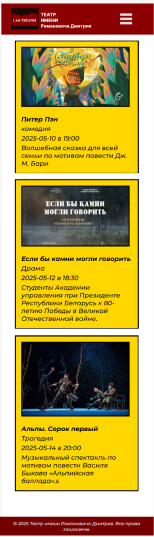 I AM THEATRE
ТЕАТР
ИМЕНИ
Романовича Дмитрия
Питер Пэн
комедия
2025-05-10 в 19:00
Волшебная сказка для всей
семьи по мотивам повести Дж.
М. Бари
ЕСЛИ БЫ КАМНИ
МОГЛИ ГОВОРИТЬ
Если бы камни могли говорить
Драма
2025-05-12 в 18:30
Студенты Академии
управления при Президенте
Республики Беларусь к 80-
летию Победы в Великой
Отечественной войне.
Альпы. Сорок первый
Трагедия
2025-05-14 в 20:00
Музыкальный спектакль по
мотивам повести Василя
Быкова «Альпийская
баллада».s
© 2025 Театр имени Романовича Дмитрия. Все права
защищены.